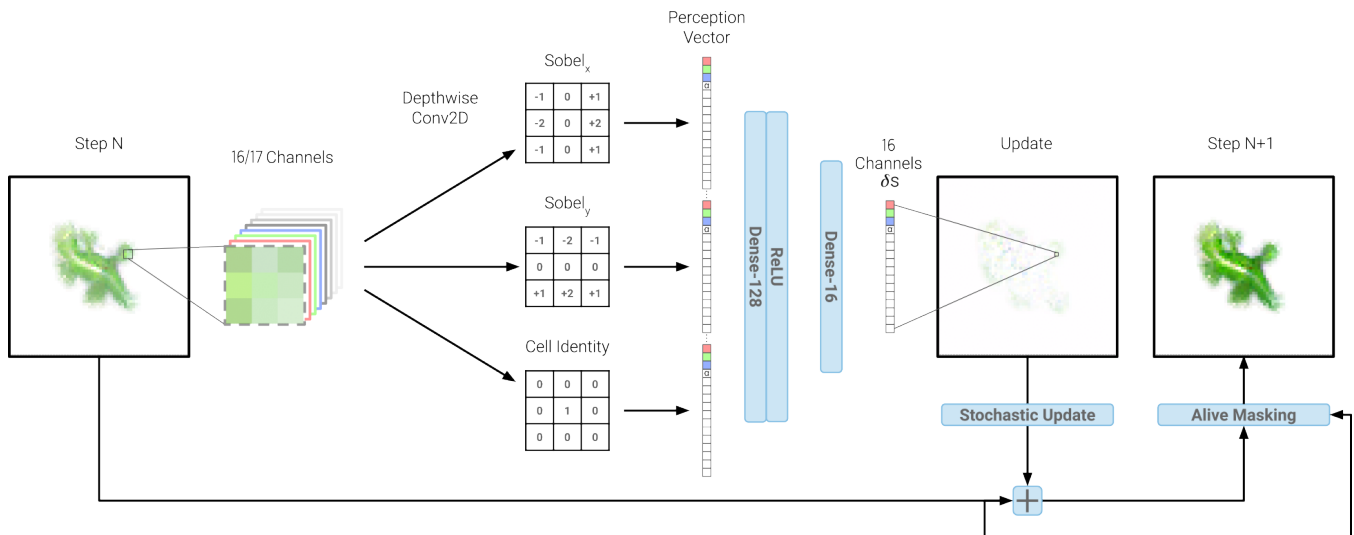 Step N
16/17 Channels
Depthwise
Conv2D
Sobelx
-1 0 +1
-2 0 +2
-1 0 +1
Sobely
-1 -2 -1
0 0 0
+1 +2 +1
Cell Identity
0 0 0
0 1 0
0 0 0
Perception
Vector
α
α
α
Dense-128
ReLU
Dense-16
16
Channels
δs
α
Update
Stochastic Update
+
Step N+1
Alive Masking